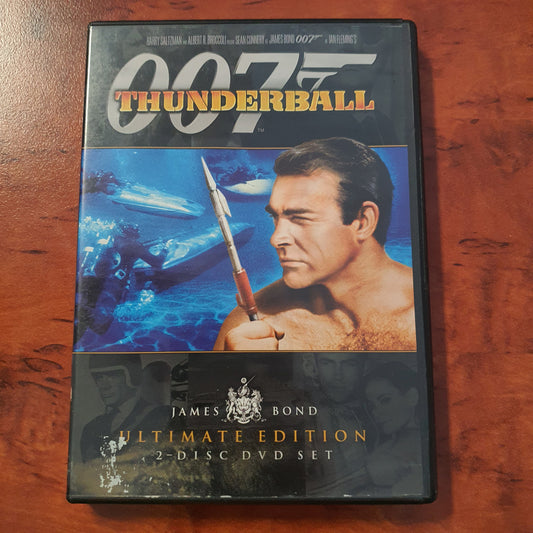 HARRY SALTZMAN AND ALBERT R. BROCCOLI PRESENT SEAN CONNERY AS JAMES BOND 007 IN IAN FLEMING'S
007
THUNDERBALL
TM
JAMES BOND
ULTIMATE EDITION
2-DISC DVD SET